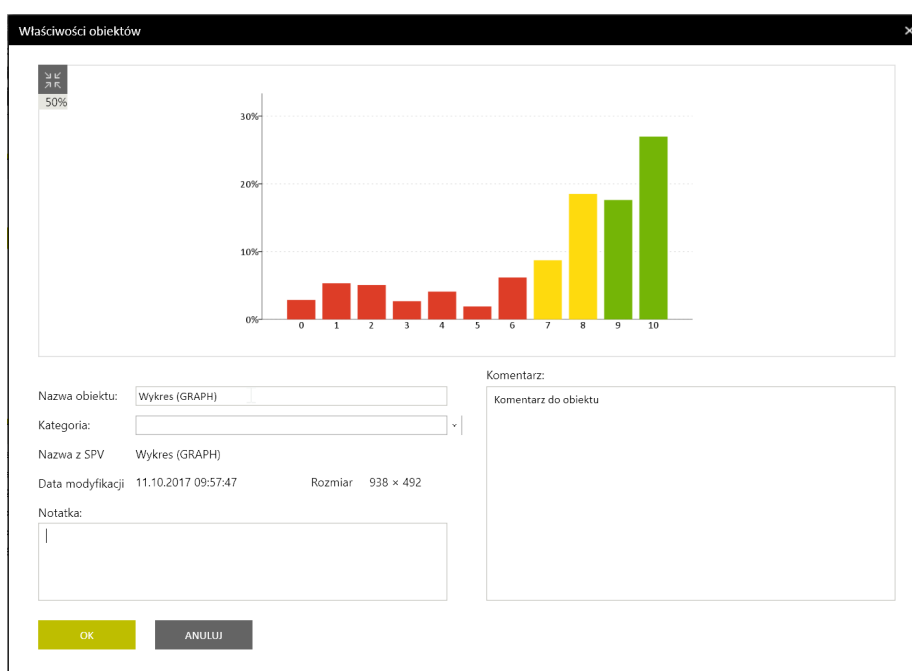 Właściwości obiektów
50%
30%
20%
10%
0%
0 1 2 3 4 5 6 7 8 9 10
Nazwa obiektu: Wykres (GRAPH)
Kategoria:
Nazwa z SPV Wykres (GRAPH)
Data modyfikacji 11.10.2017 09:57:47 Rozmiar 938 × 492
Notatka:
Komentarz:
Komentarz do obiektu
OK ANULUJ